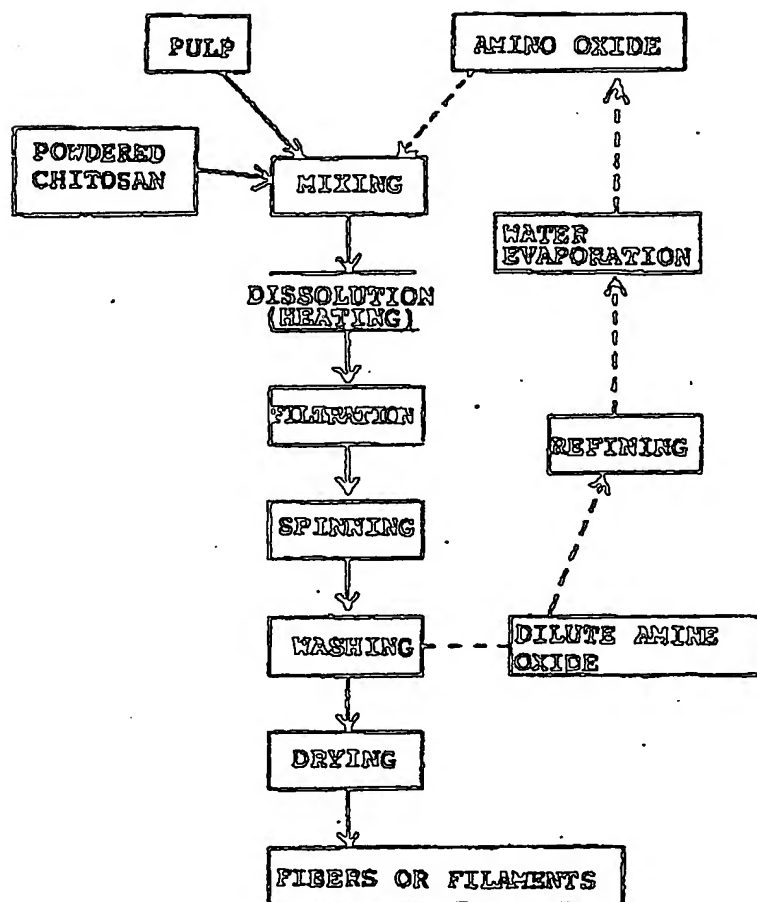 PULP
AMINO OXIDE
POWDERED
CHITOSAN
MIXING
WATER
EVAPORATION
DISSOLUTION
(HEATING)
FILTRATION
REFINING
SPINNING
WASHING
DILUTE AMINE
OXIDE
DRYING
FIBERS OR FILAMENTS